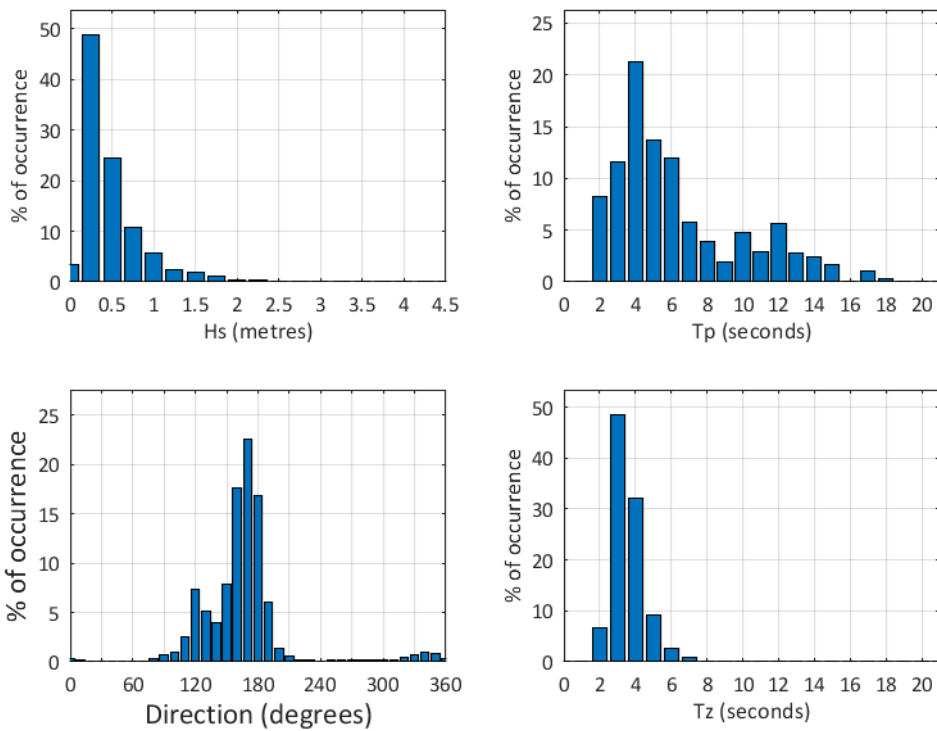 % of occurrence
50
40
30
20
10
0
0 0.5 1 1.5 2 2.5 3 3.5 4 4.5
Hs (metres)
% of occurrence
25
20
15
10
5
0
0 2 4 6 8 10 12 14 16 18 20
Tp (seconds)
% of occurrence
25
20
15
10
5
0
0 60 120 180 240 300 360
Direction (degrees)
% of occurrence
50
40
30
20
10
0
0 2 4 6 8 10 12 14 16 18 20
Tz (seconds)